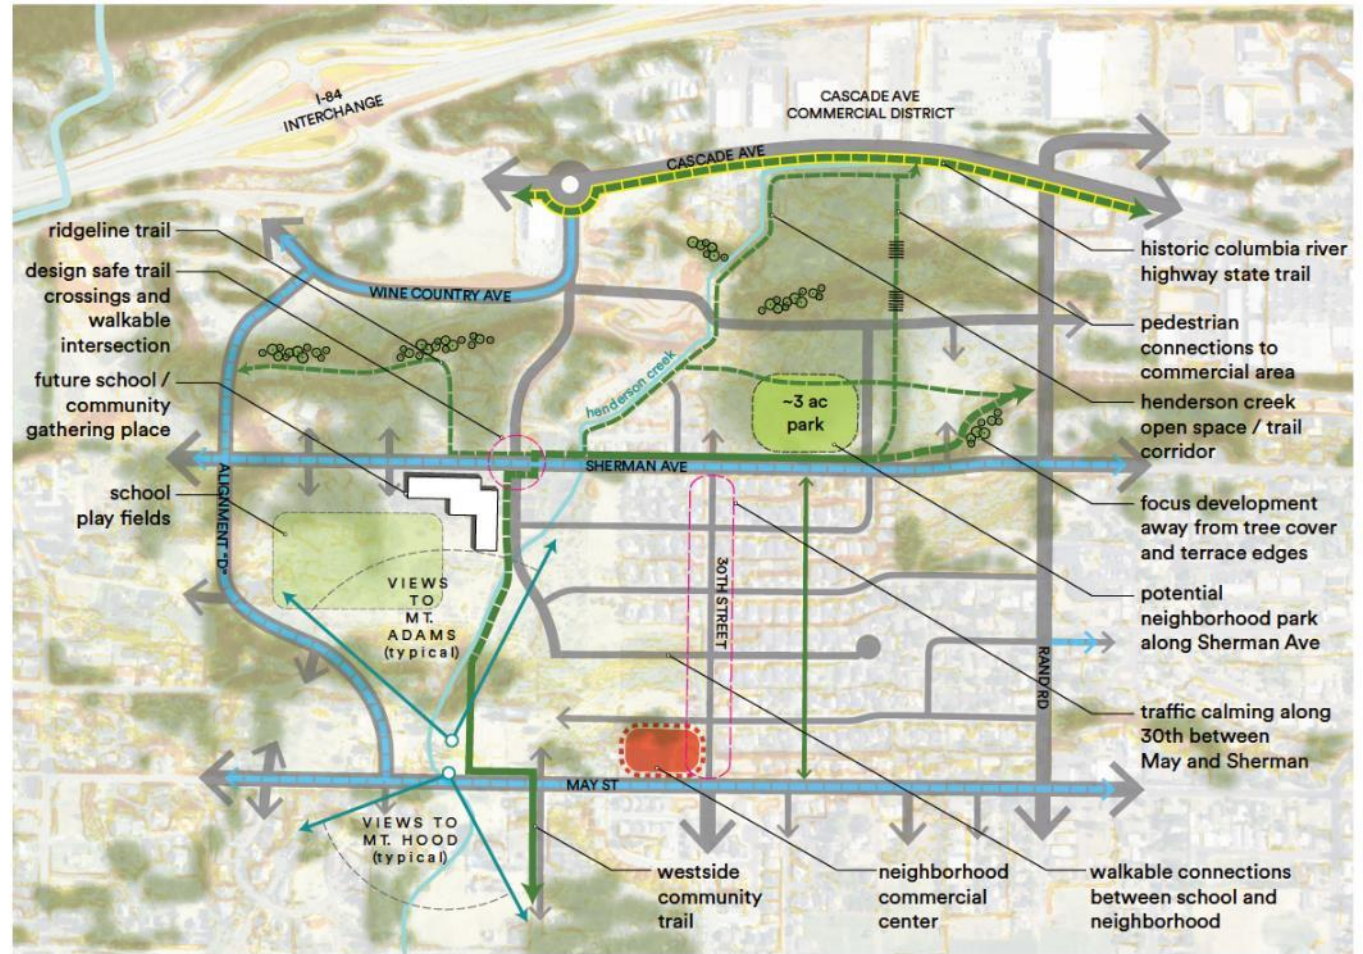 I-84
INTERCHANGE
CASCADE AVE
COMMERCIAL DISTRICT
CASCADE AVE
WINE COUNTRY AVE
ridgeline trail
design safe trail
crossings and
walkable
intersection
future school /
community
gathering place
school
play fields
henderson creek
~3 ac
park
SHERMAN AVE
ALIGNMENT "D"
VIEWS
TO
MT.
ADAMS
(typical)
30TH STREET
RAND RD
MAY ST
VIEWS TO
MT. HOOD
(typical)
historic columbia river
highway state trail
pedestrian
connections to
commercial area
henderson creek
open space / trail
corridor
focus development
away from tree cover
and terrace edges
potential
neighborhood park
along Sherman Ave
traffic calming along
30th between
May and Sherman
westside
community
trail
neighborhood
commercial
center
walkable connections
between school and
neighborhood